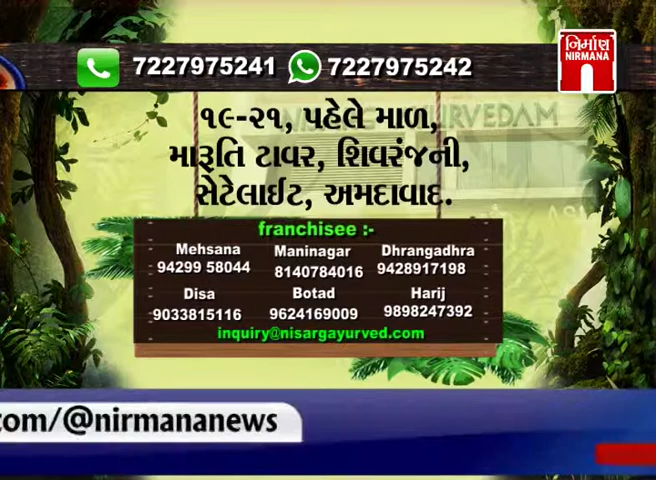 7227975241 7227975242
નિર્માણ
NIRMANA
૧૯-૨૧, પહેલે માળ,
મારૂતિ ટાવર, શિવરંજની,
સેટેલાઈટ, અમદાવાદ.
franchisee :-
Mehsana Maninagar Dhrangadhra
94299 58044 8140784016 9428917198
Disa Botad Harij
9033815116 9624169009 9898247392
inquiry@nisargayurved.com
com/@nirmananews